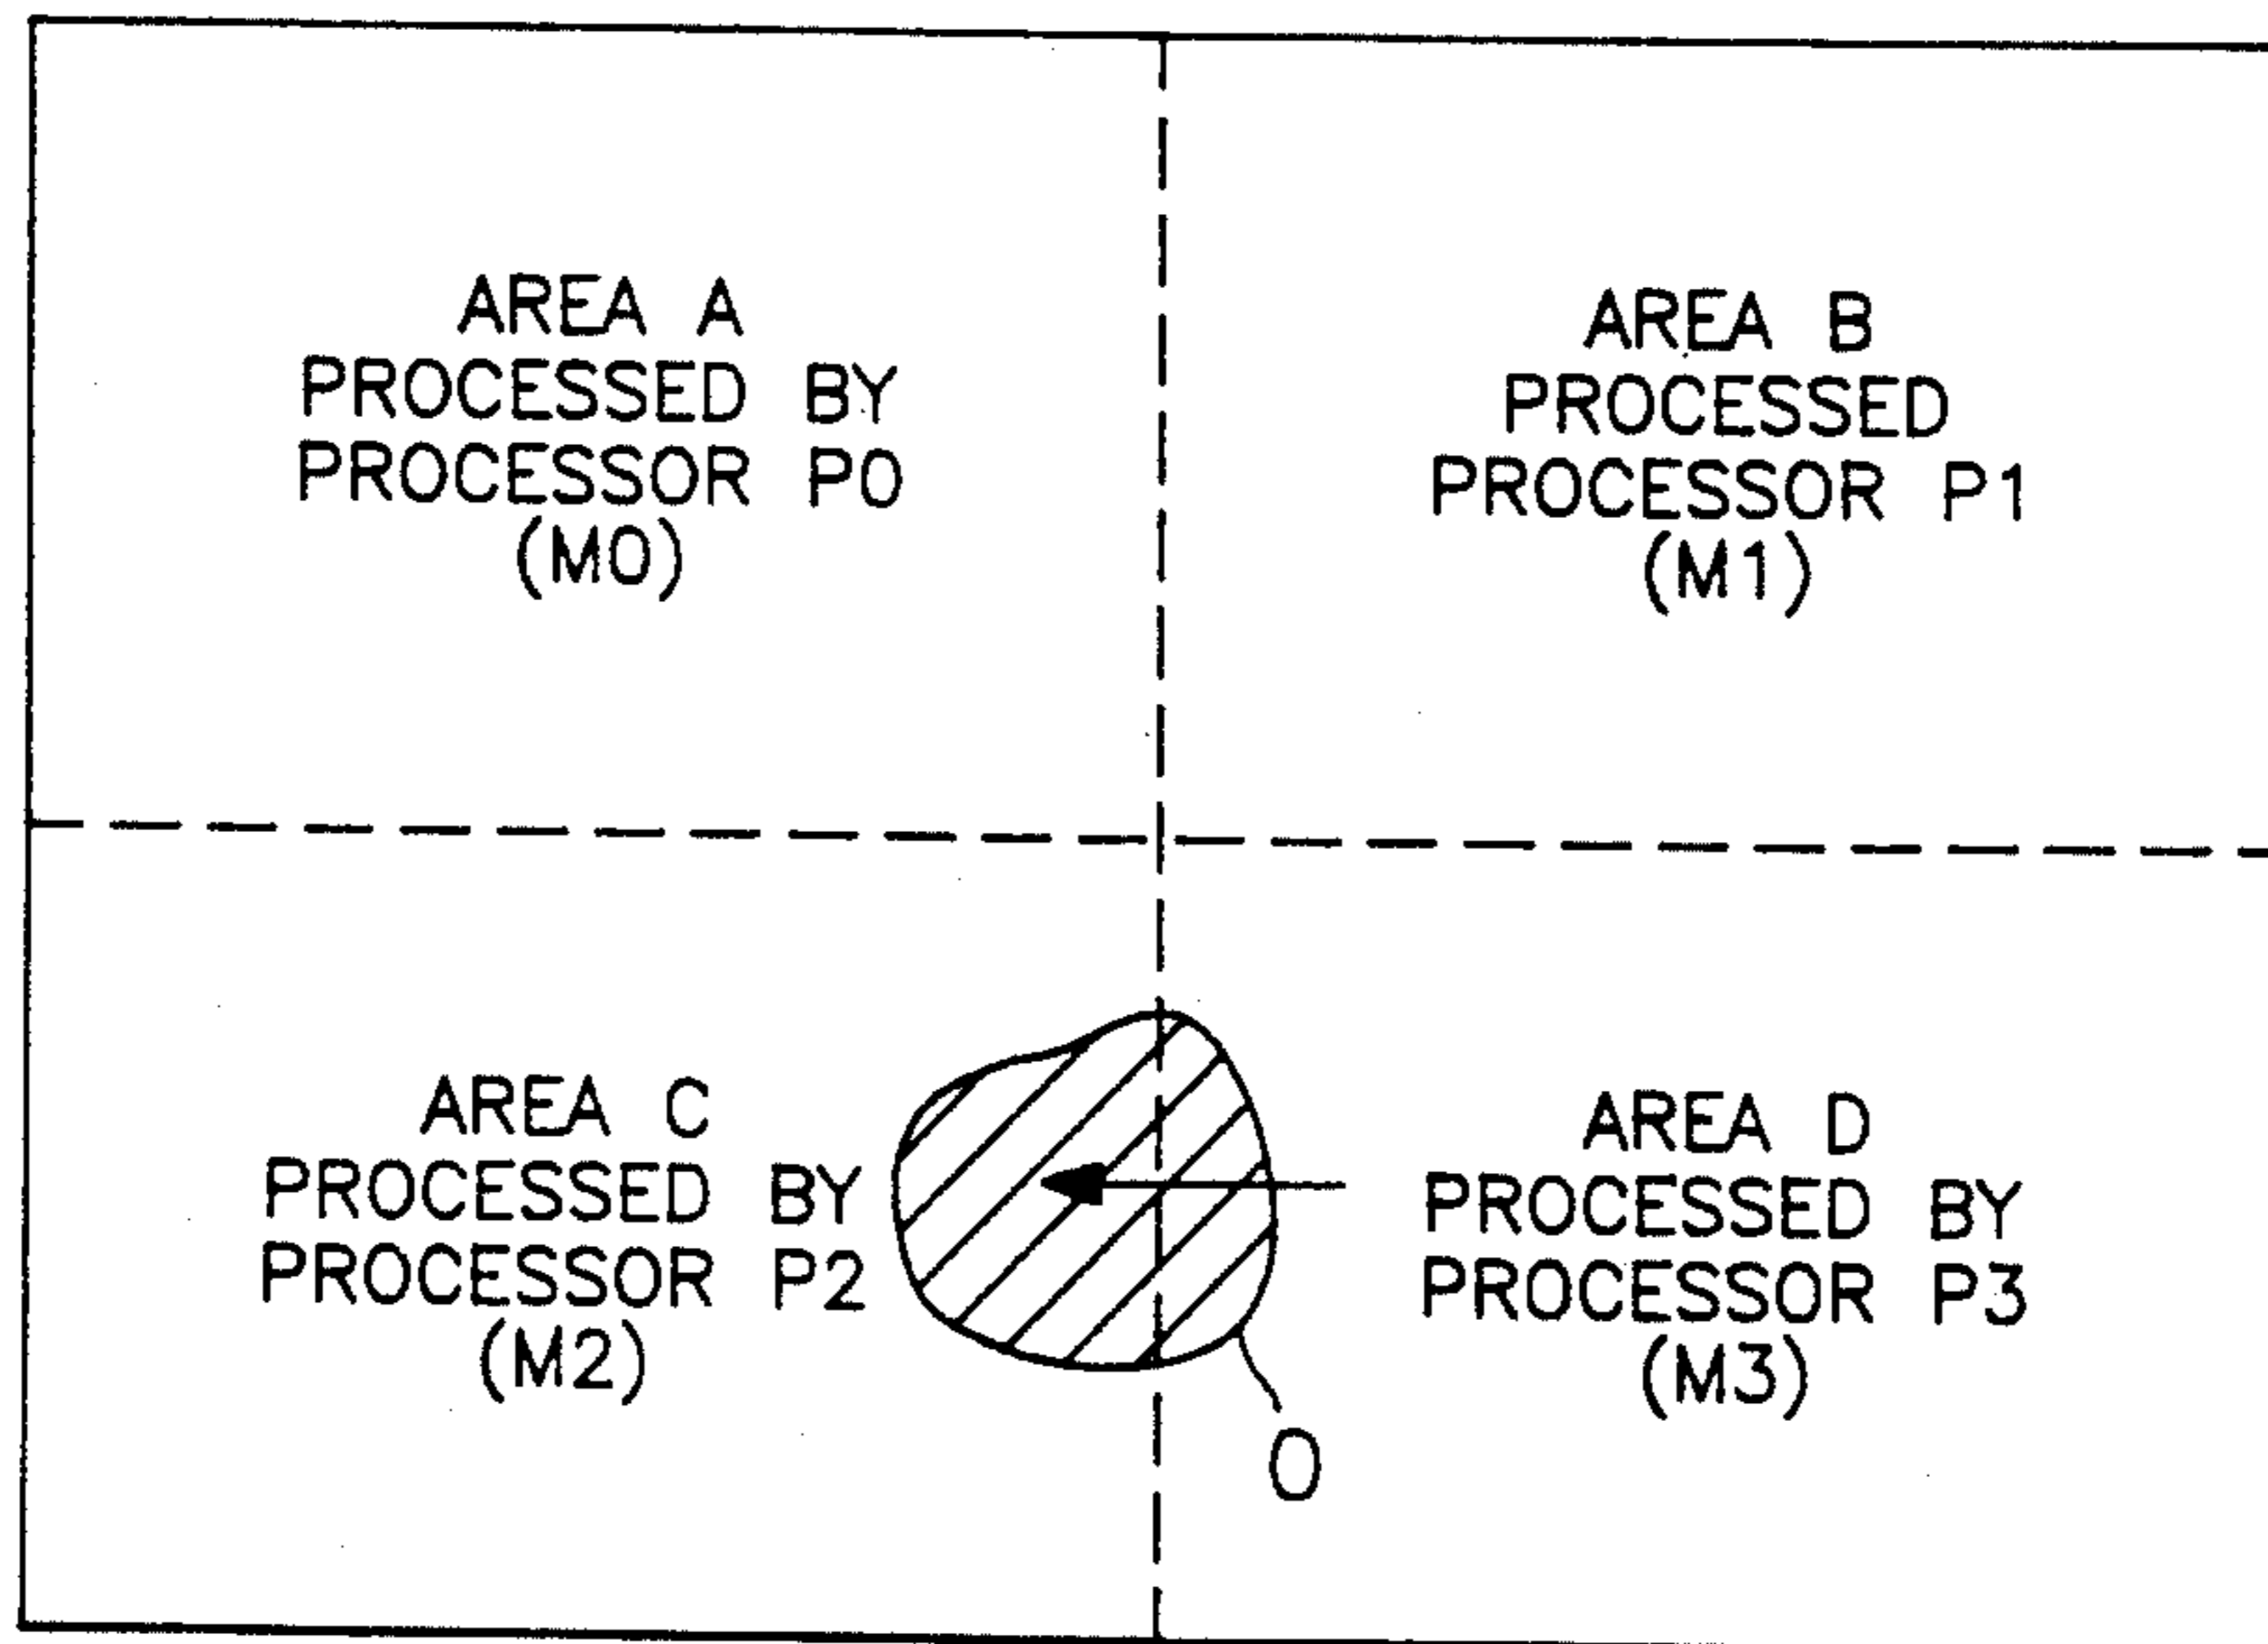 AREA A
PROCESSED BY
PROCESSOR P0
(M0)
AREA B
PROCESSED
PROCESSOR P1
(M1)
AREA C
PROCESSED BY
PROCESSOR P2
(M2)
AREA D
PROCESSED BY
PROCESSOR P3
(M3)
O